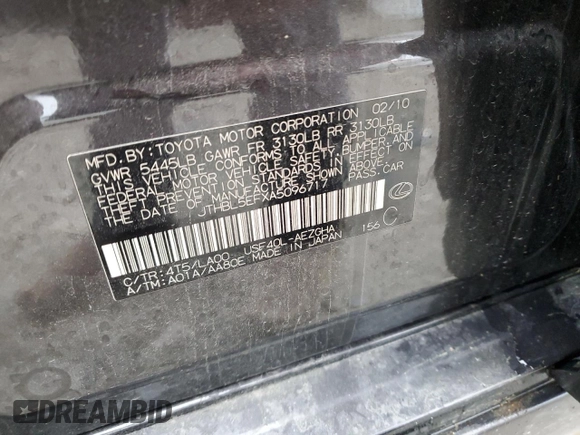 MFD.BY:TOYOTA MOTOR CORPORATION 02/10
GVWR 5445LB GAWR FR 3130LB RR 3130LB
THIS VEHICLE CONFORMS TO ALL APPLICABLE
FEDERAL MOTOR VEHICLE SAFETY, BUMPER, AND
THEFT PREVENTION STANDARDS IN EFFECT ON
THE DATE OF MANUFACTURE SHOWN ABOVE.
JTHBL5EFXA5096717 PASS.CAR
C/TR:4T5/LA00 USF40L-AEZGHA 156 C
A/TM:A01A/AA80E MADE IN JAPAN
DREAMBID